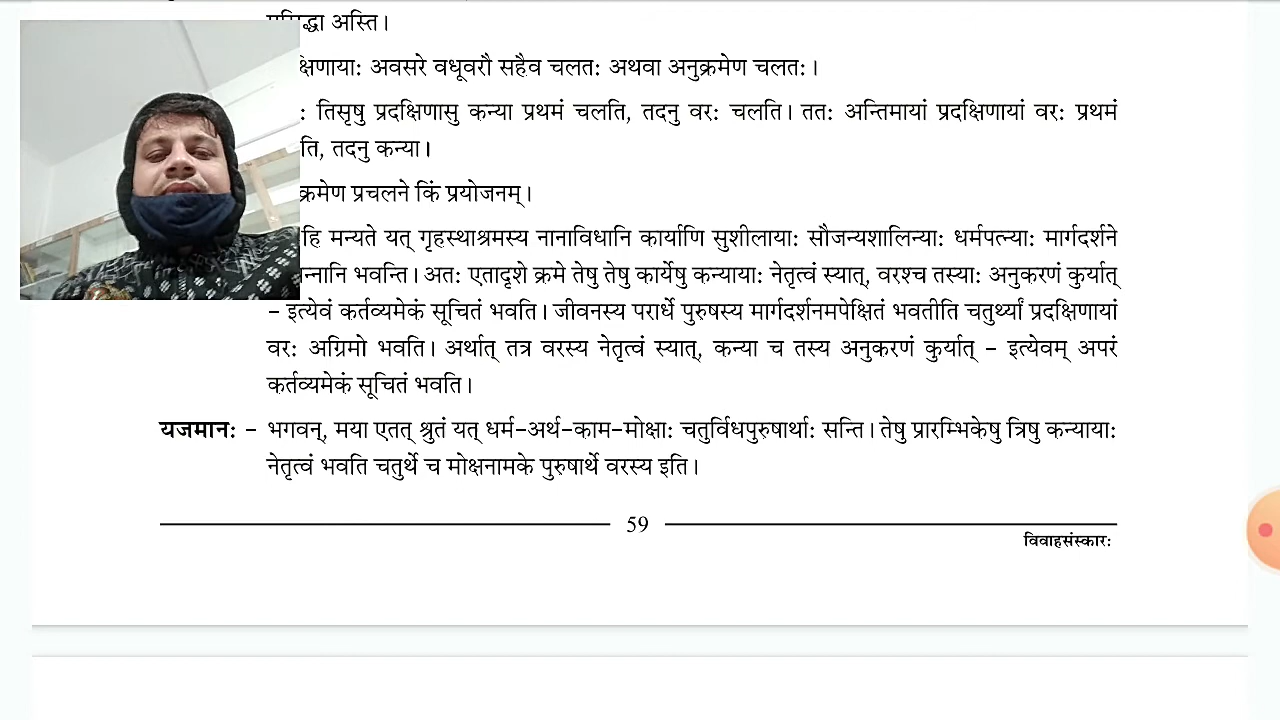 अस्ति।
अवसरे वधूवरौ सहैव चलतः अथवा अनुक्रमेण चलतः।
तिसृषु प्रदक्षिणासु कन्या प्रथमं चलति, तदनु वरः चलति। ततः अन्तिमायां प्रदक्षिणायां वरः प्रथमं
तदनु कन्या।
प्रचलने किं प्रयोजनम्।
हि मन्यते यत् गृहस्थाश्रमस्य नानाविधानि कार्याणि सुशीलायाः सौजन्यशालिन्याः धर्मपत्न्याः मार्गदर्शने
भवन्ति। अतः एतादृशे क्रमे तेषु तेषु कार्येषु कन्यायाः नेतृत्वं स्यात्, वरश्च तस्याः अनुकरणं कुर्यात्
– इत्येवं कर्तव्यमेकं सूचितं भवति। जीवनस्य परार्धे पुरुषस्य मार्गदर्शनमपेक्षितं भवतीति चतुर्थ्यां प्रदक्षिणायां
वरः अग्रिमो भवति। अर्थात् तत्र वरस्य नेतृत्वं स्यात्, कन्या च तस्य अनुकरणं कुर्यात् – इत्येवम् अपरं
कर्तव्यमेकं सूचितं भवति।
यजमानः – भगवन्, मया एतत् श्रुतं यत् धर्म-अर्थ-काम-मोक्षाः चतुर्विधपुरुषार्थाः सन्ति। तेषु प्रारम्भिकेषु त्रिषु कन्यायाः
नेतृत्वं भवति चतुर्थे च मोक्षनामके पुरुषार्थे वरस्य इति।
59
विवाहसंस्कारः